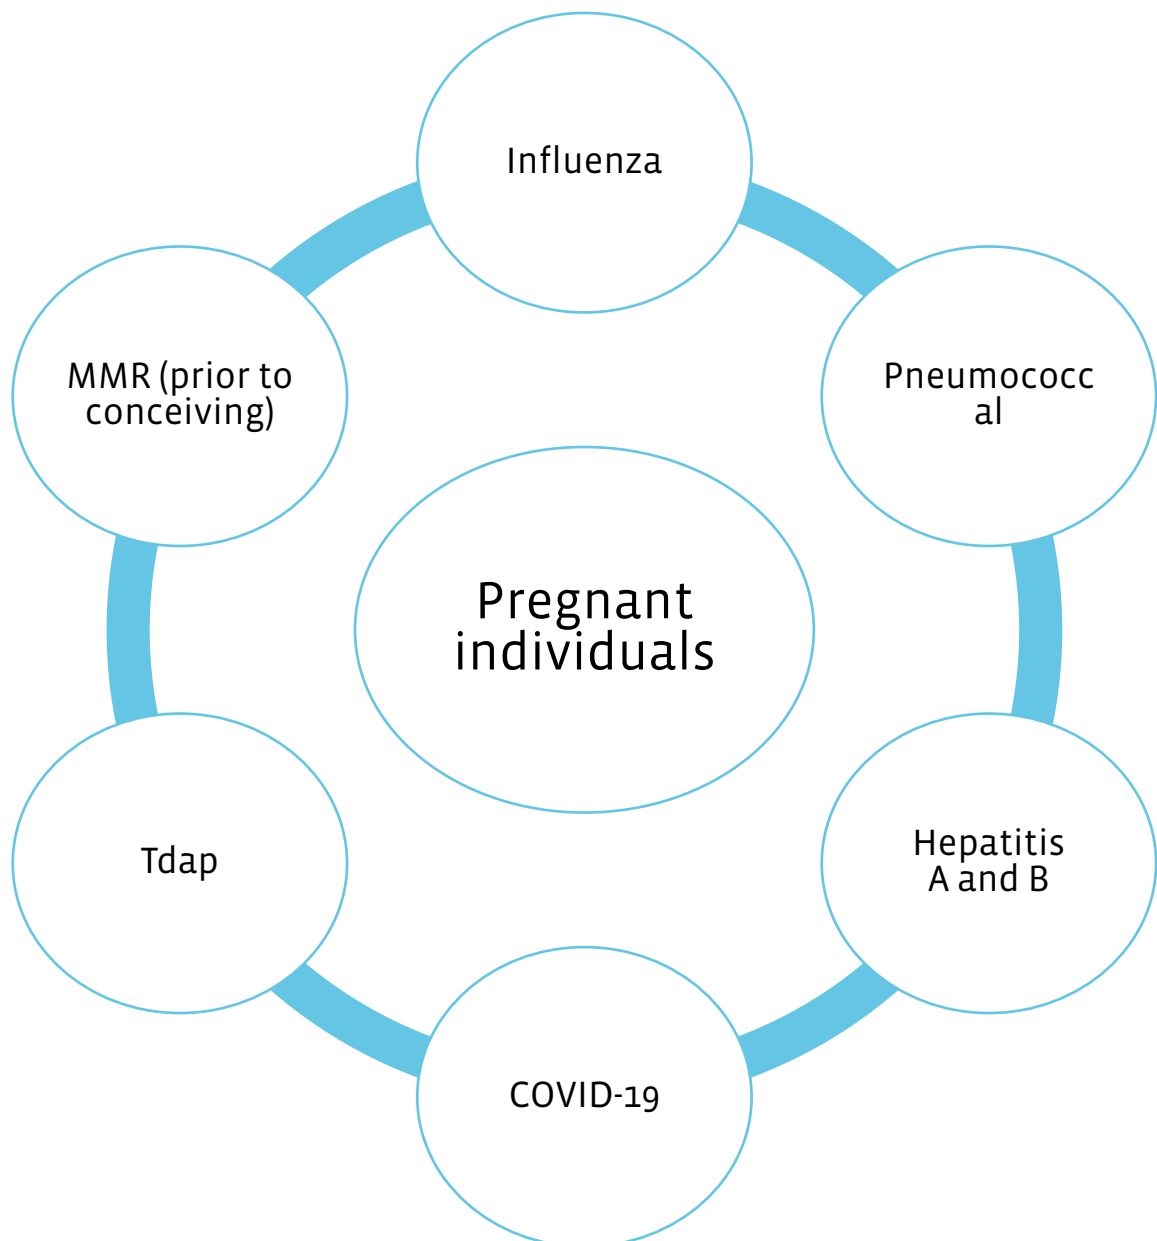 Influenza
MMR (prior to
conceiving)
Pneumococc
al
Pregnant
individuals
Tdap
Hepatitis
A and B
COVID-19